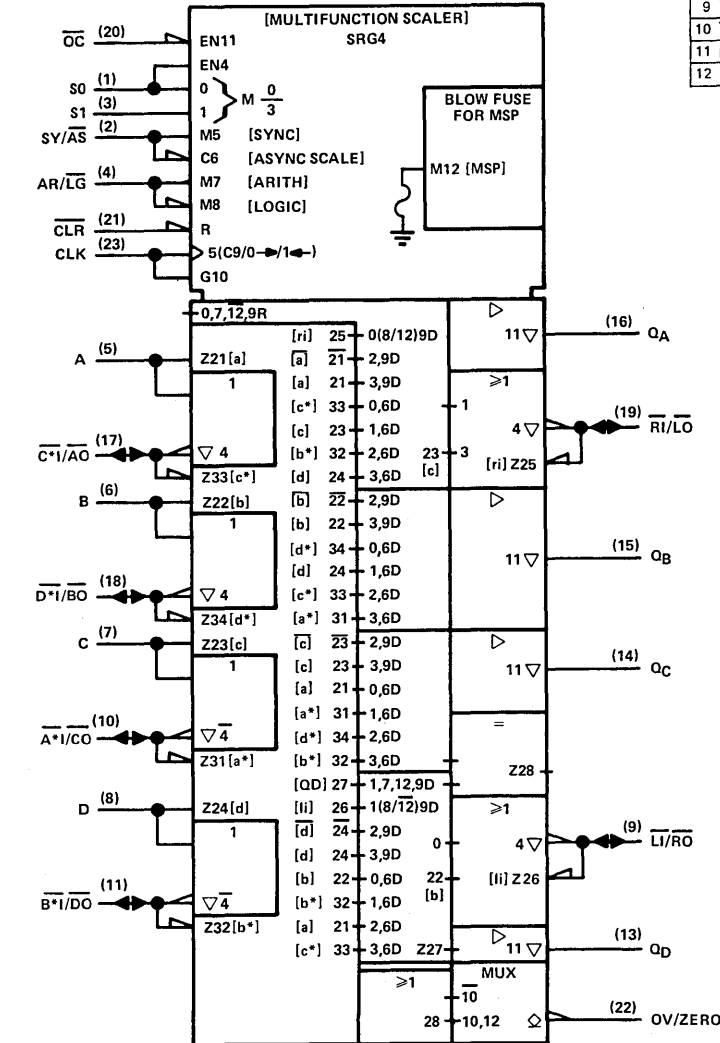 [MULTIFUNCTION SCALER]
SRG4
9
10
11
12
OC (20) EN11
EN4
S0 (1) 0
M 0/3
S1 (3) 1
SY/AS (2) M5 [SYNC]
C6 [ASYNC SCALE]
AR/LG (4) M7 [ARITH]
M8 [LOGIC]
CLR (21) R
CLK (23) 5(C9/0→/1←)
G10
BLOW FUSE
FOR MSP
M12 [MSP]
0,7,12,9R
A (5) Z21[a]
1
C*I/AO (17) ▽ 4
Z33[c*]
B (6) Z22[b]
1
D*I/BO (18) ▽ 4
Z34[d*]
C (7) Z23[c]
1
A*I/CO (10) ▽ 4
Z31[a*]
D (8) Z24[d]
1
B*I/DO (11) ▽ 4
Z32[b*]
[ri] 25 0(8/12)9D
[a] 21 2,9D
[a] 21 3,9D
[c*] 33 0,6D
[c] 23 1,6D
[b*] 32 2,6D
[d] 24 3,6D
[b] 22 2,9D
[b] 22 3,9D
[d*] 34 0,6D
[d] 24 1,6D
[c*] 33 2,6D
[a*] 31 3,6D
[c] 23 2,9D
[c] 23 3,9D
[a] 21 0,6D
[a*] 31 1,6D
[d*] 34 2,6D
[b*] 32 3,6D
[QD] 27 1,7,12,9D
[li] 26 1(8/12)9D
[d] 24 2,9D
[d] 24 3,9D
[b] 22 0,6D
[b*] 32 1,6D
[a] 21 2,6D
[c*] 33 3,6D
▷
11 ▽ (16) QA
≥1
1
4 ▽ (19) RI/LO
23 3
[c]
[ri] Z25
▷
11 ▽ (15) QB
▷
11 ▽ (14) QC
=
Z28
≥1
0
4 ▽ (9) LI/RO
22
[b]
[li] Z26
▷
Z27 11 ▽ (13) QD
≥1
MUX
10
28 10,12 (22) OV/ZERO